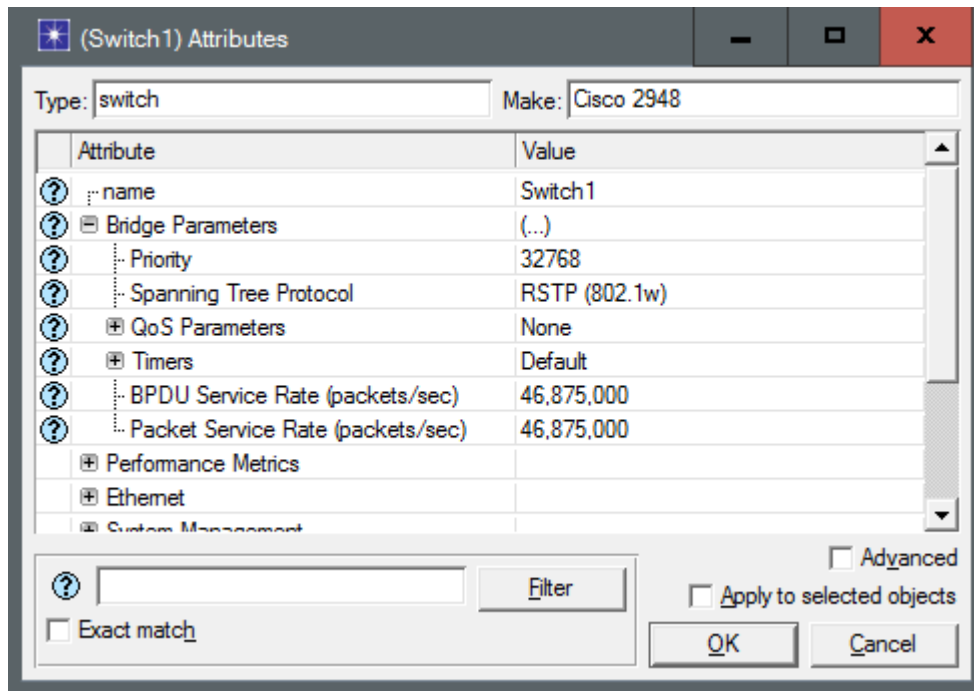 (Switch1) Attributes
Type: switch Make: Cisco 2948
Attribute Value
name Switch1
Bridge Parameters (...)
Priority 32768
Spanning Tree Protocol RSTP (802.1w)
QoS Parameters None
Timers Default
BPDU Service Rate (packets/sec) 46,875,000
Packet Service Rate (packets/sec) 46,875,000
Performance Metrics
Ethernet
System Management
Advanced
Filter
Apply to selected objects
Exact match
OK Cancel